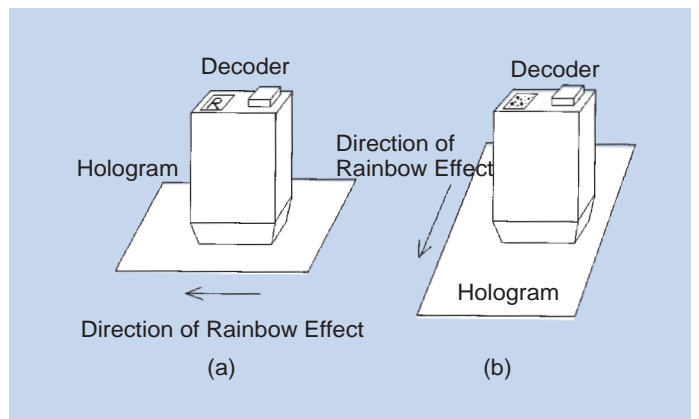 Decoder
R
Hologram
Direction of Rainbow Effect
(a)
Decoder
Direction of
Rainbow Effect
Hologram
(b)